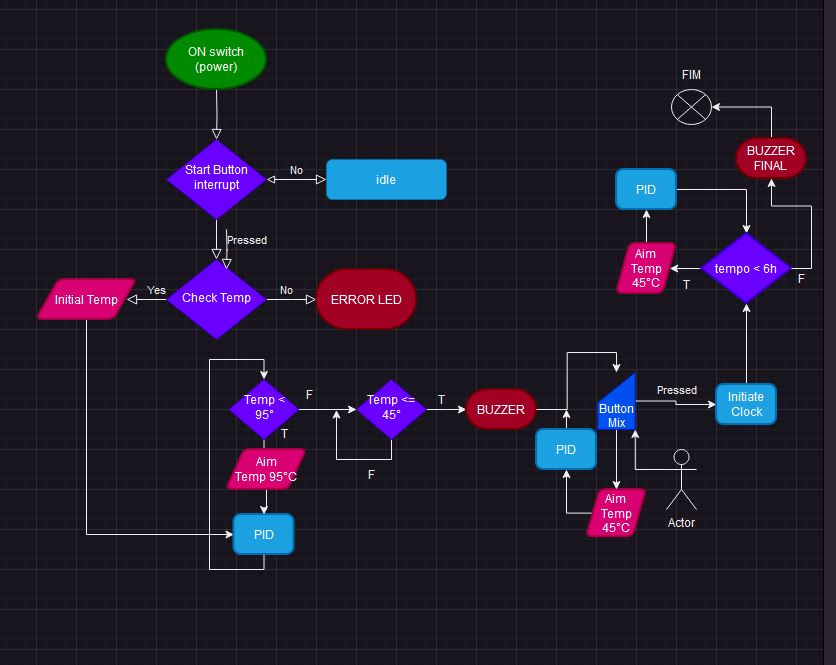 ON switch
(power)
Start Button
interrupt
No
idle
Pressed
Check Temp
Yes
Initial Temp
No
ERROR LED
Temp <
95°
F
T
Aim
Temp 95°C
PID
Temp <=
45°
T
F
BUZZER
PID
Button
Mix
Aim
Temp
45°C
Pressed
Actor
Initiate
Clock
tempo < 6h
T
F
Aim
Temp
45°C
PID
BUZZER
FINAL
FIM